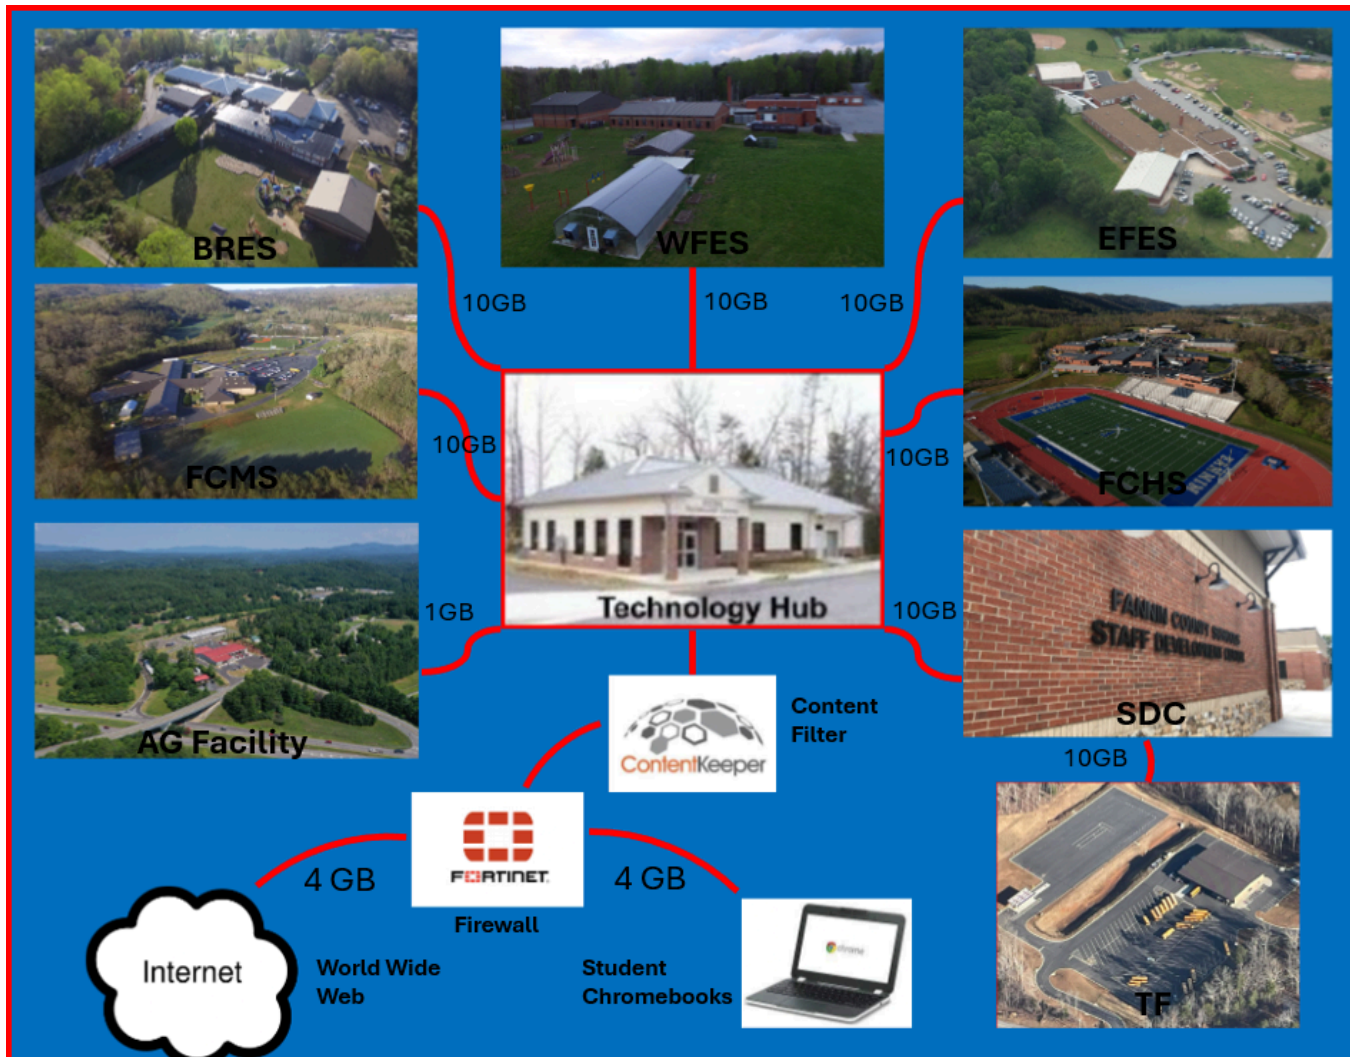 BRES
WFES
EFES
10GB
10GB
10GB
FCMS
10GB
FCHS
10GB
Technology Hub
1GB
10GB
FANNIN COUNTY SCHOOLS
STAFF DEVELOPMENT
AG Facility
SDC
Content
Filter
ContentKeeper
10GB
FORTINET
4 GB
4 GB
Firewall
chrome
Internet
World Wide
Web
Student
Chromebooks
TF